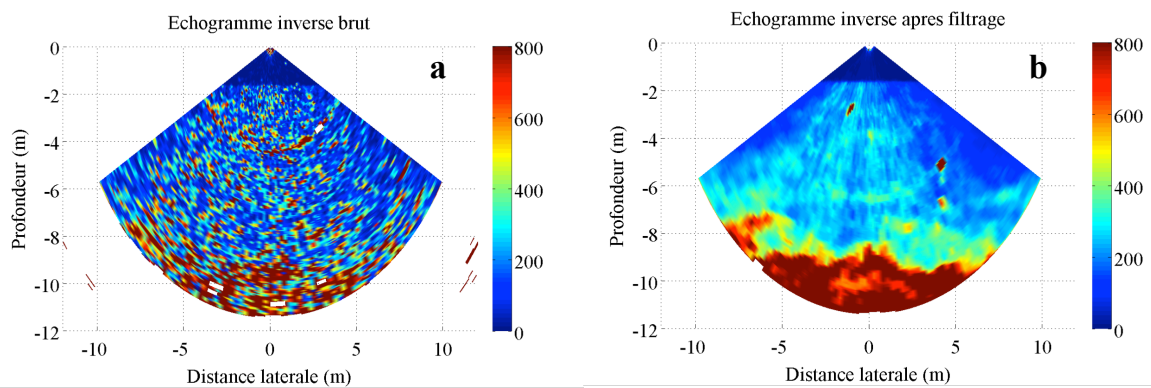 Echogramme inverse brut
a
0
-2
-4
-6
-8
-10
-12
Profondeur (m)
-10 -5 0 5 10
Distance laterale (m)
800
600
400
200
0
Echogramme inverse apres filtrage
b
0
-2
-4
-6
-8
-10
-12
Profondeur (m)
-10 -5 0 5 10
Distance laterale (m)
800
600
400
200
0